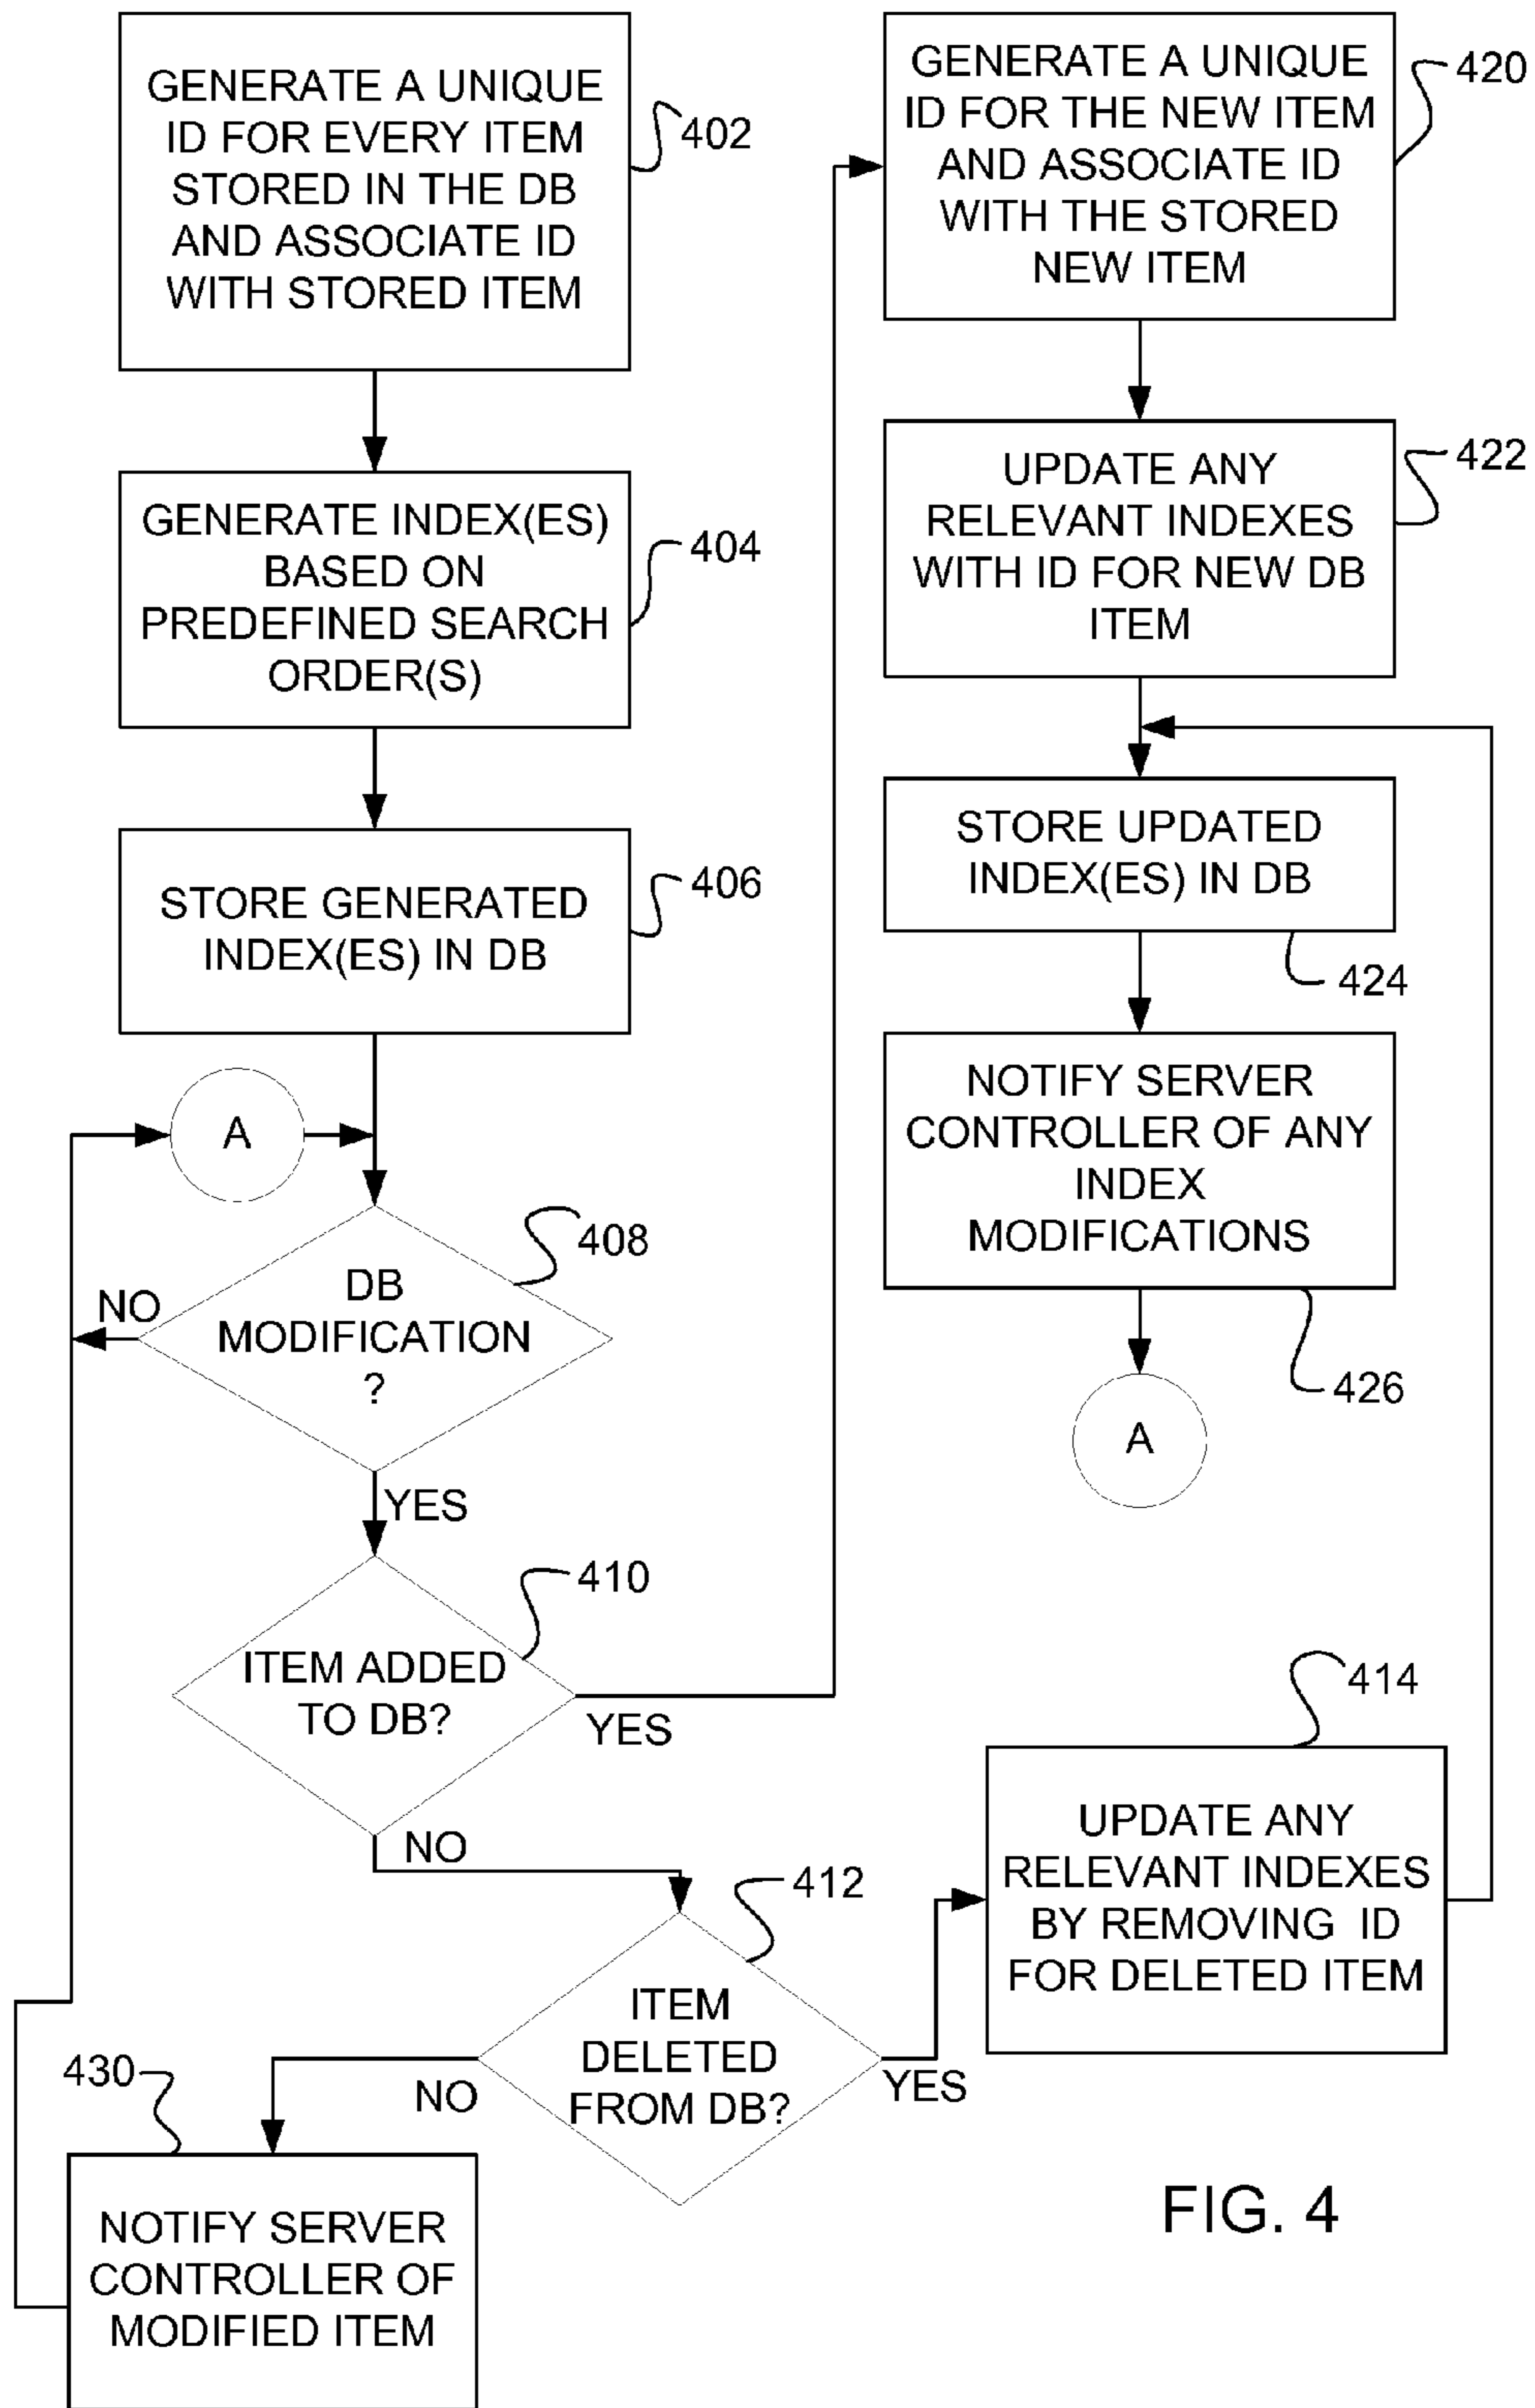 GENERATE A UNIQUE
ID FOR EVERY ITEM
STORED IN THE DB
AND ASSOCIATE ID
WITH STORED ITEM
402
GENERATE INDEX(ES)
BASED ON
PREDEFINED SEARCH
ORDER(S)
404
STORE GENERATED
INDEX(ES) IN DB
406
A
DB
MODIFICATION
?
408
NO
YES
ITEM ADDED
TO DB?
410
YES
NO
ITEM
DELETED
FROM DB?
412
NO
YES
430
NOTIFY SERVER
CONTROLLER OF
MODIFIED ITEM
GENERATE A UNIQUE
ID FOR THE NEW ITEM
AND ASSOCIATE ID
WITH THE STORED
NEW ITEM
420
UPDATE ANY
RELEVANT INDEXES
WITH ID FOR NEW DB
ITEM
422
STORE UPDATED
INDEX(ES) IN DB
424
NOTIFY SERVER
CONTROLLER OF ANY
INDEX
MODIFICATIONS
426
A
414
UPDATE ANY
RELEVANT INDEXES
BY REMOVING ID
FOR DELETED ITEM
FIG. 4